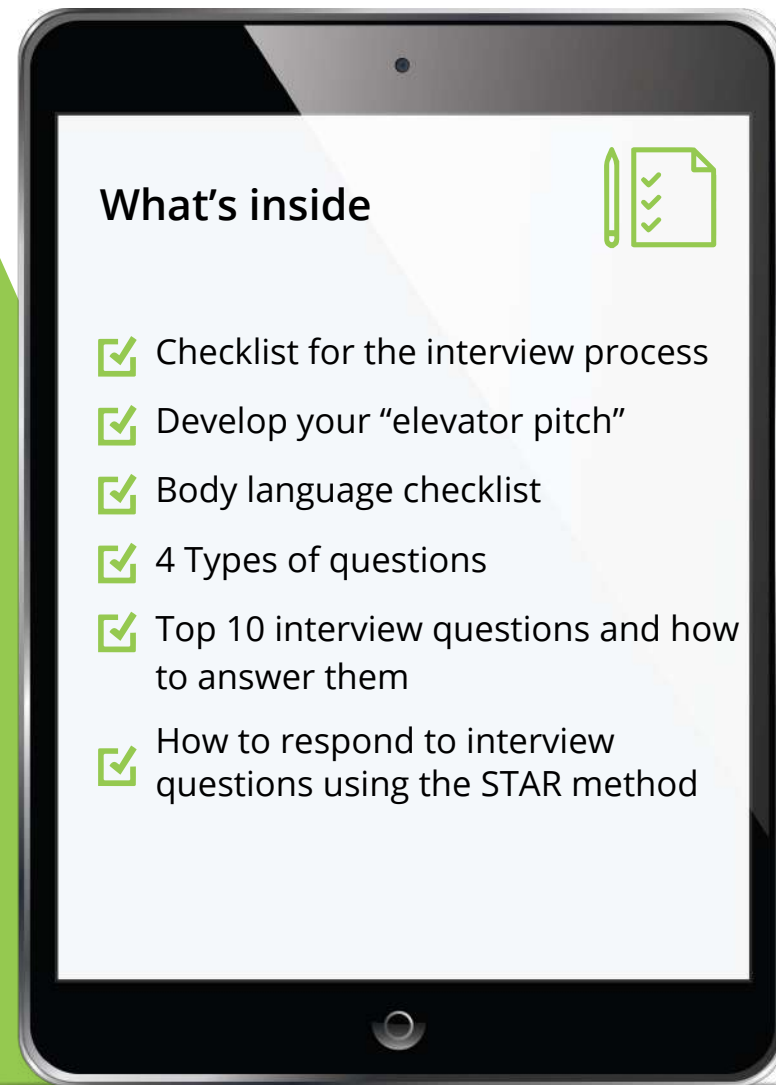 What's inside
Checklist for the interview process
Develop your “elevator pitch”
Body language checklist
4 Types of questions
Top 10 interview questions and how
to answer them
How to respond to interview
questions using the STAR method